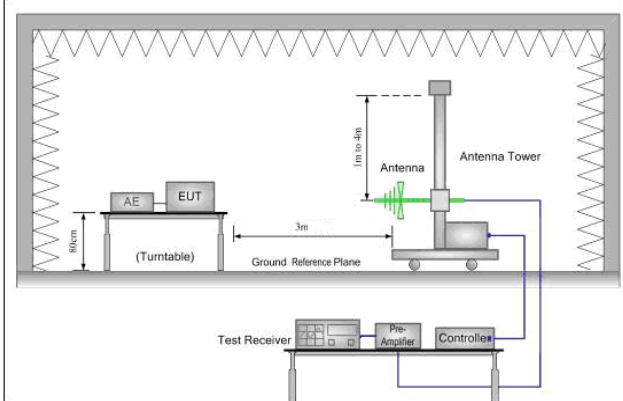 1m to 4m
Antenna
Antenna Tower
AE
EUT
80cm
3m
(Turntable)
Ground Reference Plane
Test Receiver
Pre-
Amplifier
Controller